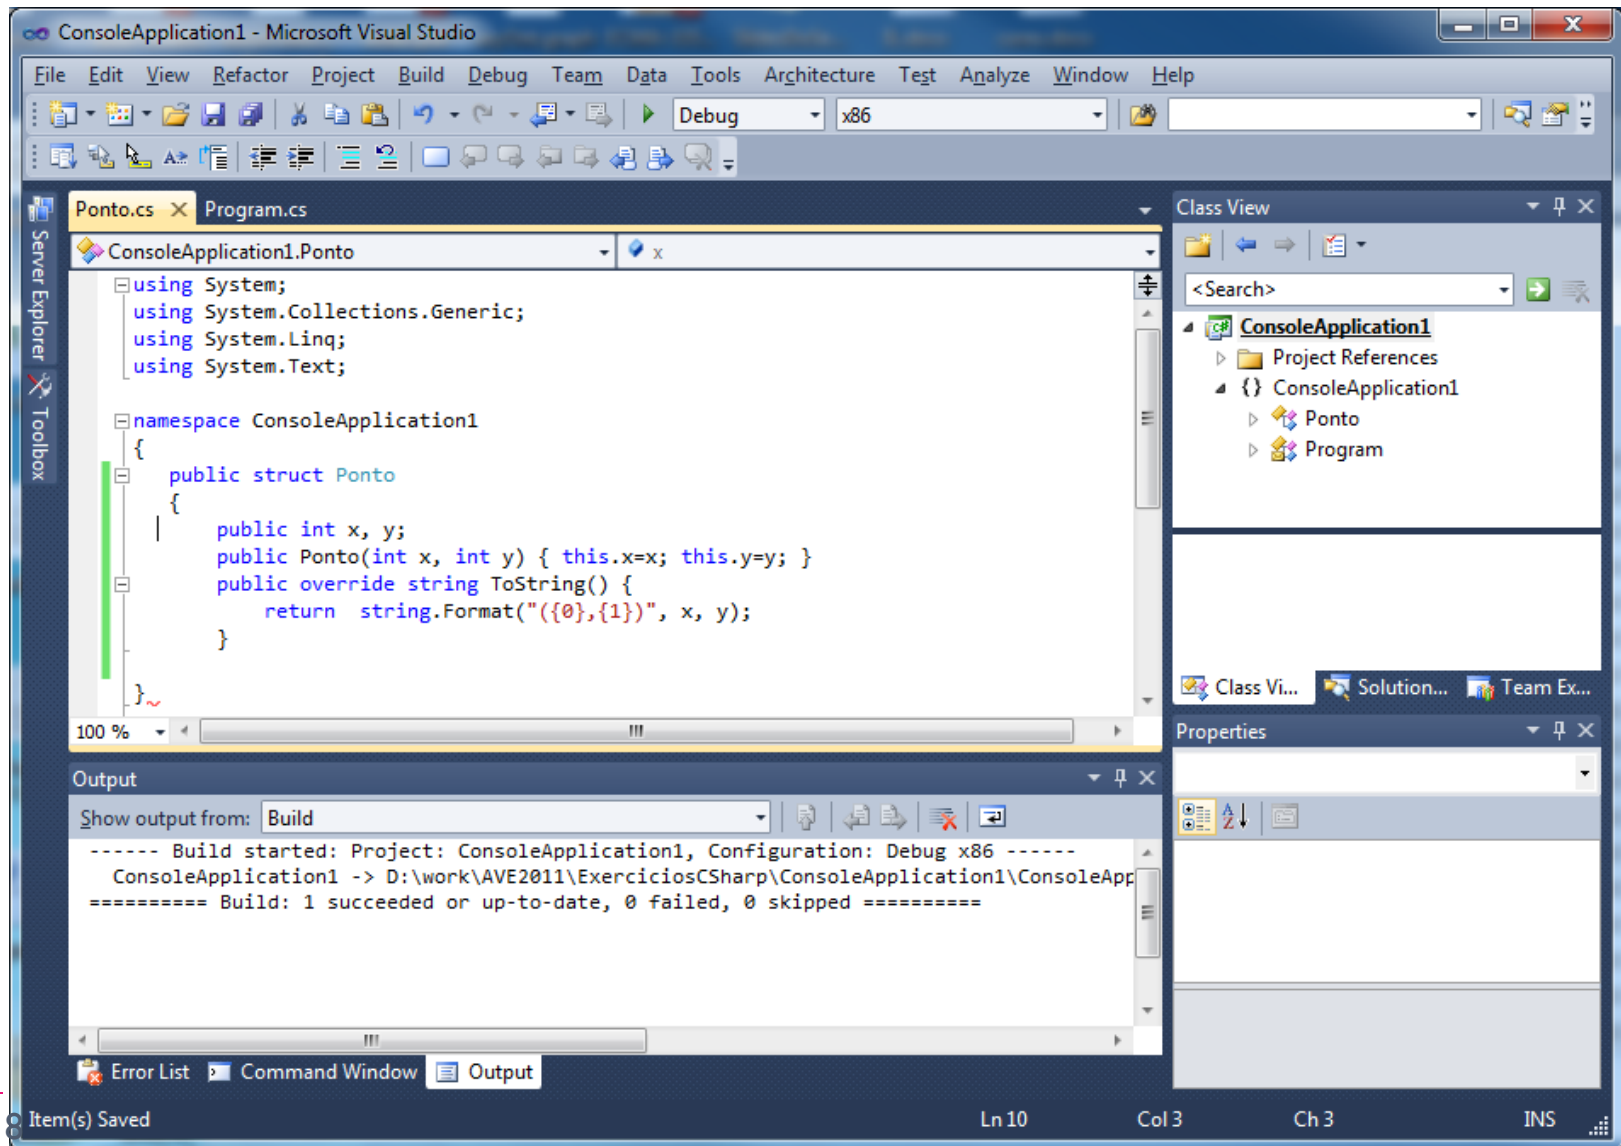 ConsoleApplication1 - Microsoft Visual Studio
File Edit View Refactor Project Build Debug Team Data Tools Architecture Test Analyze Window Help
Debug x86
Server Explorer
Toolbox
Ponto.cs Program.cs
ConsoleApplication1.Ponto x
using System;
using System.Collections.Generic;
using System.Linq;
using System.Text;
namespace ConsoleApplication1
{
public struct Ponto
{
public int x, y;
public Ponto(int x, int y) { this.x=x; this.y=y; }
public override string ToString() {
return  string.Format("({0},{1})", x, y);
}
}
100 %
Output
Show output from: Build
------ Build started: Project: ConsoleApplication1, Configuration: Debug x86 ------
ConsoleApplication1 -> D:\work\AVE2011\ExerciciosCSharp\ConsoleApplication1\ConsoleApp
========== Build: 1 succeeded or up-to-date, 0 failed, 0 skipped ==========
Error List Command Window Output
Class View
<Search>
ConsoleApplication1
Project References
{} ConsoleApplication1
Ponto
Program
Class Vi... Solution... Team Ex...
Properties
8
Item(s) Saved Ln 10 Col 3 Ch 3 INS